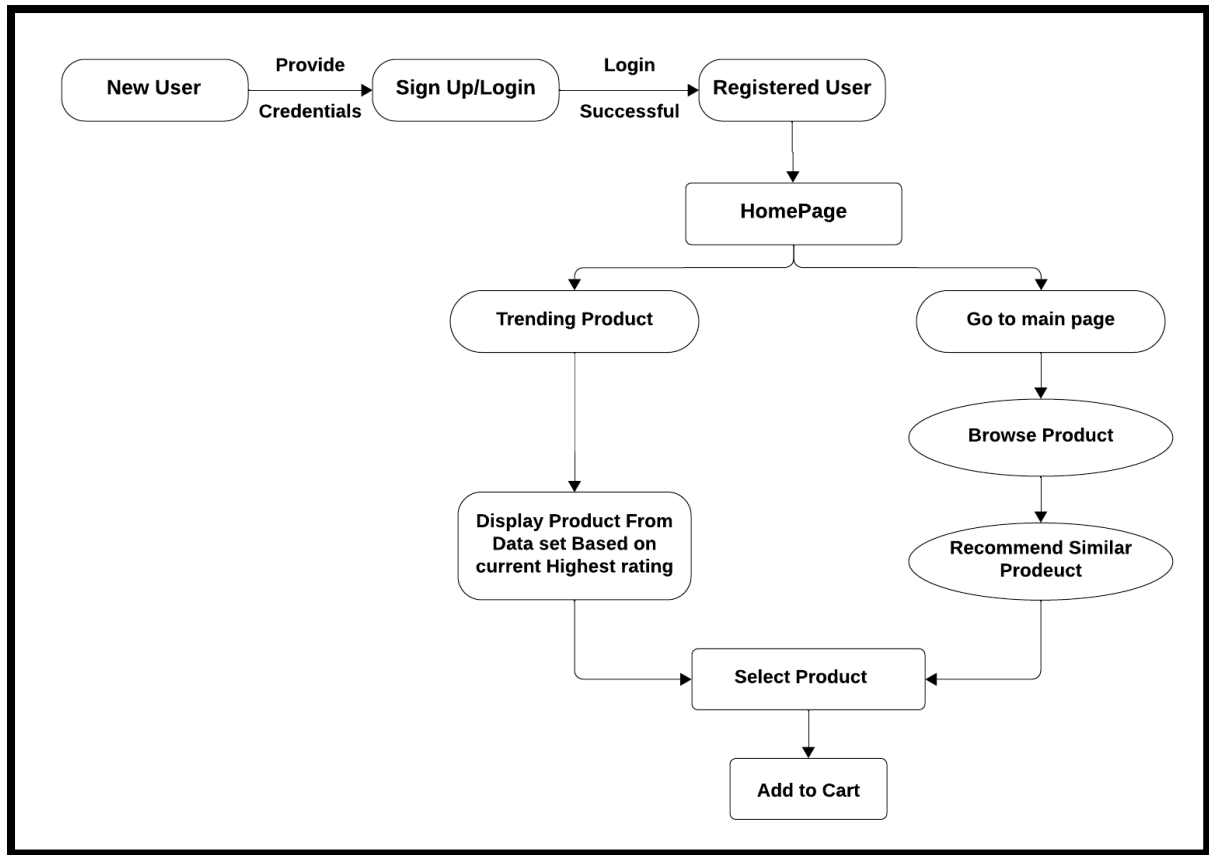 New User
Provide
Credentials
Sign Up/Login
Login
Successful
Registered User
HomePage
Trending Product
Go to main page
Browse Product
Display Product From
Data set Based on
current Highest rating
Recommend Similar
Prodeuct
Select Product
Add to Cart